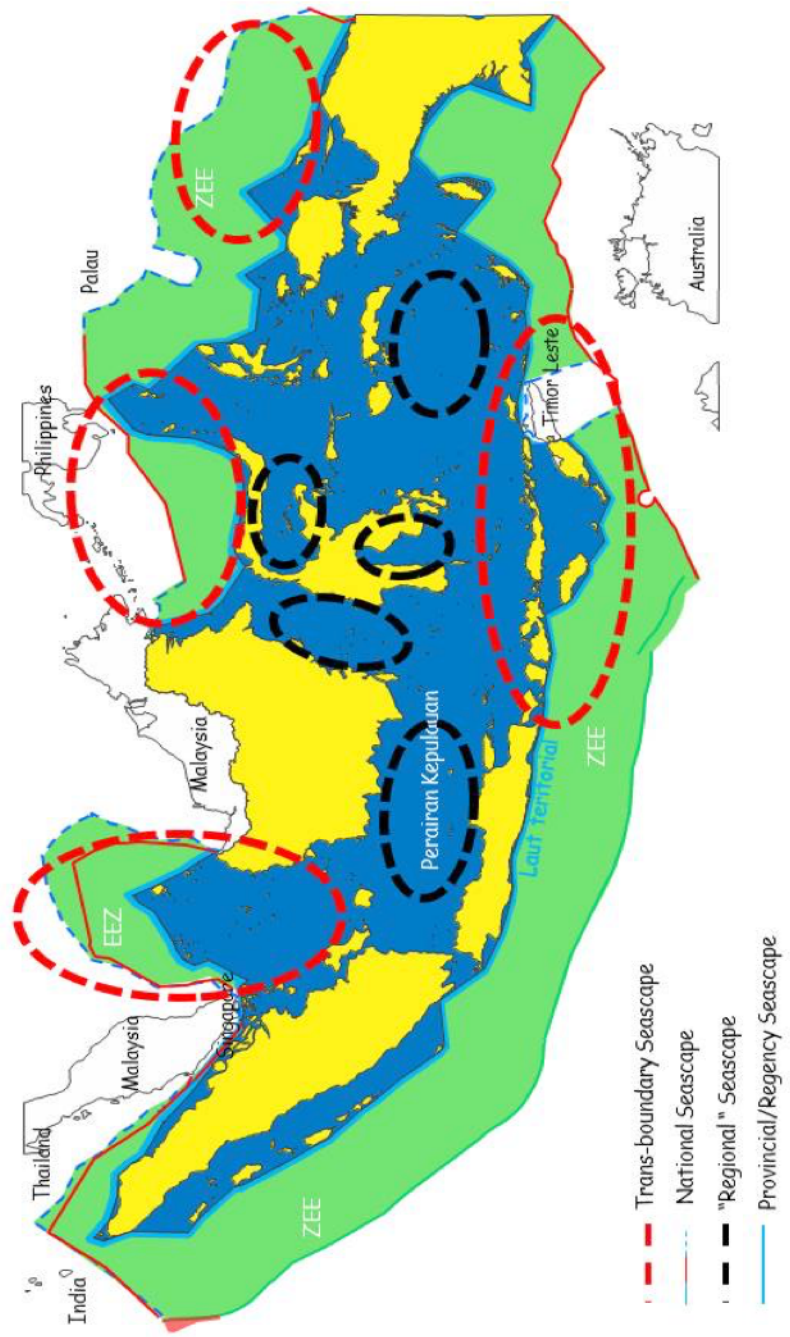 India
Thailand
Malaysia
Singapore
Malaysia
Philippines
Palau
EEZ
ZEE
ZEE
ZEE
Perairan Kepulauan
Laut teritorial
Timor Leste
Australia
Trans-boundary Seascape
National Seascape
"Regional" Seascape
Provincial/Regency Seascape